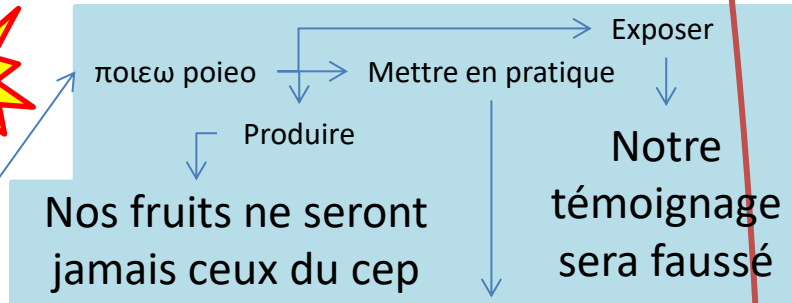 Exposer
ποιεω poieo
Mettre en pratique
Produire
Notre
témoignage
sera faussé
Nos fruits ne seront
jamais ceux du cep